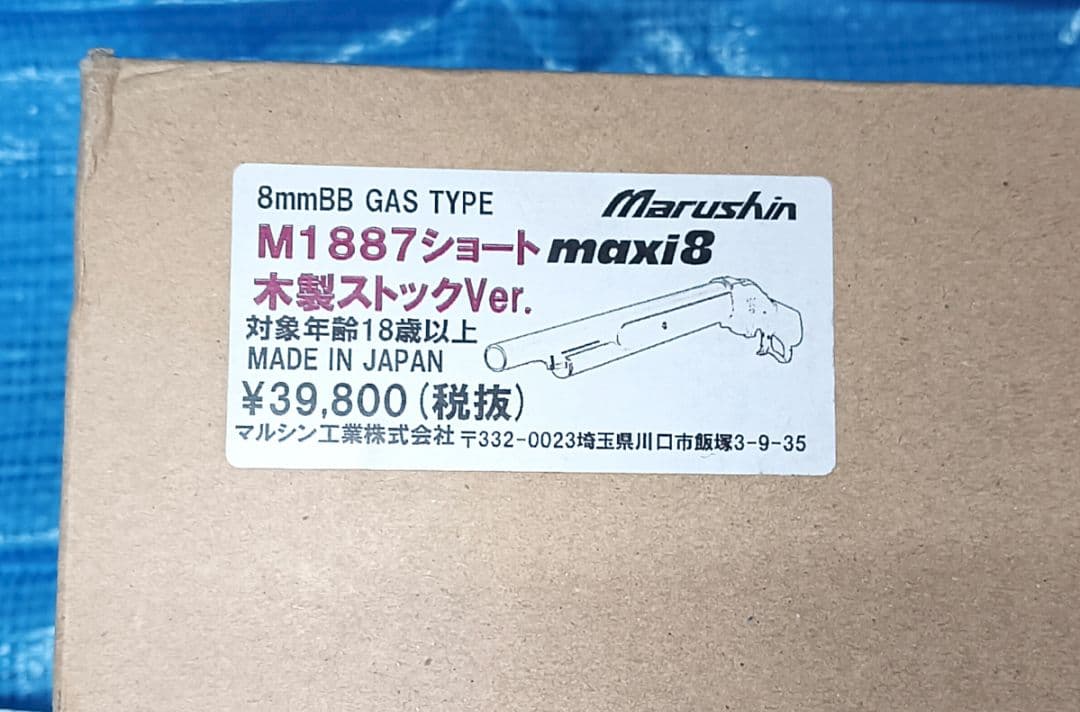 8mmBB GAS TYPE
Marushin
M1887ショート maxi8
木製ストックVer.
対象年齢18歳以上
MADE IN JAPAN
¥39,800(税抜)
マルシン工業株式会社 〒332-0023埼玉県川口市飯塚3-9-35